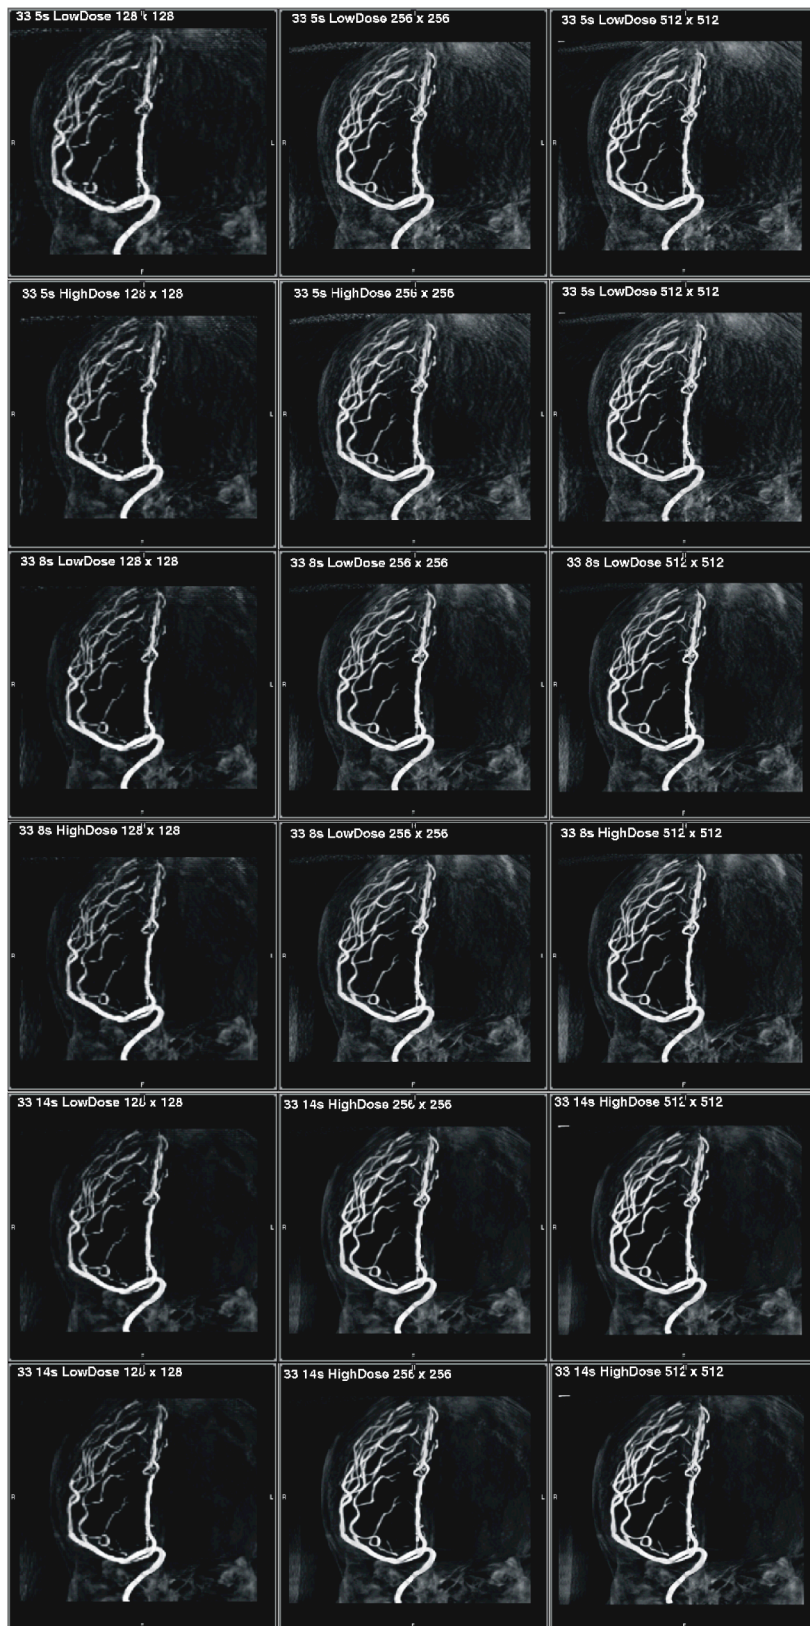 33 5s LowDose 128 x 128
33 5s LowDose 256 x 256
33 5s LowDose 512 x 512
R
L
R
R
F
F
F
33 5s HighDose 128 x 128
33 5s HighDose 256 x 256
33 5s LowDose 512 x 512
R
L
R
L
R
F
F
F
33 8s LowDose 128 x 128
33 8s LowDose 256 x 256
33 8s LowDose 512 x 512
R
L
R
L
R
F
F
F
33 8s HighDose 128 x 128
33 8s LowDose 256 x 256
33 8s HighDose 512 x 512
R
R
R
F
F
F
33 14s LowDose 128 x 128
33 14s HighDose 256 x 256
33 14s HighDose 512 x 512
R
L
R
L
R
F
F
F
33 14s LowDose 128 x 128
33 14s HighDose 256 x 256
33 14s HighDose 512 x 512
R
L
R
L
R
F
F
F